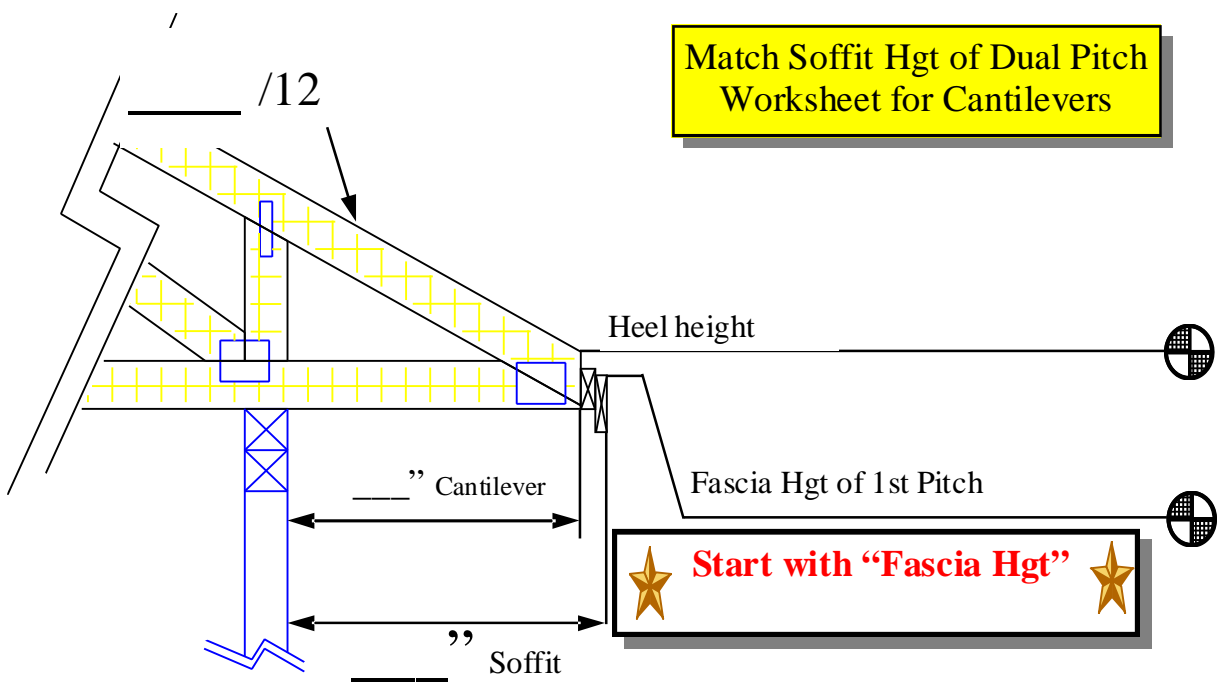 Match Soffit Hgt of Dual Pitch
Worksheet for Cantilevers
____ /12
Heel height
Fascia Hgt of 1st Pitch
___” Cantilever
Start with “Fascia Hgt”
____” Soffit